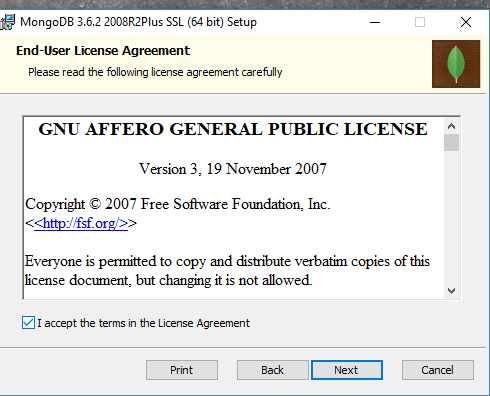 MongoDB 3.6.2 2008R2Plus SSL (64 bit) Setup
End-User License Agreement
Please read the following license agreement carefully
GNU AFFERO GENERAL PUBLIC LICENSE
Version 3, 19 November 2007
Copyright © 2007 Free Software Foundation, Inc.
<<http://fsf.org/>>
Everyone is permitted to copy and distribute verbatim copies of this
license document, but changing it is not allowed.
I accept the terms in the License Agreement
Print Back Next Cancel